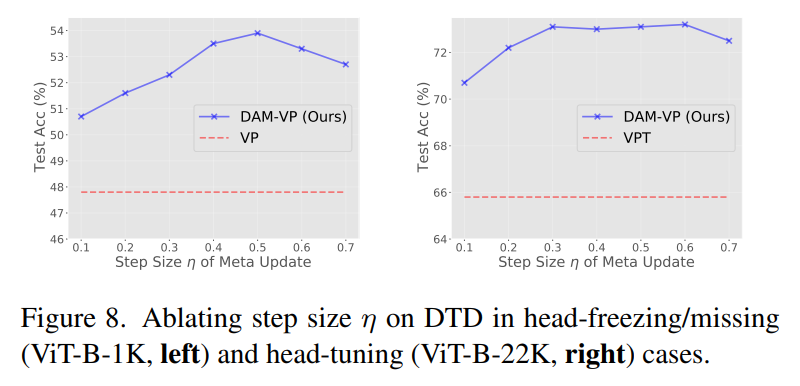 54
53
52
51
50
49
48
47
46
Test Acc (%)
DAM-VP (Ours)
VP
0.1 0.2 0.3 0.4 0.5 0.6 0.7
Step Size η of Meta Update
72
70
68
66
64
Test Acc (%)
DAM-VP (Ours)
VPT
0.1 0.2 0.3 0.4 0.5 0.6 0.7
Step Size η of Meta Update
Figure 8. Ablating step size η on DTD in head-freezing/missing
(ViT-B-1K, left) and head-tuning (ViT-B-22K, right) cases.